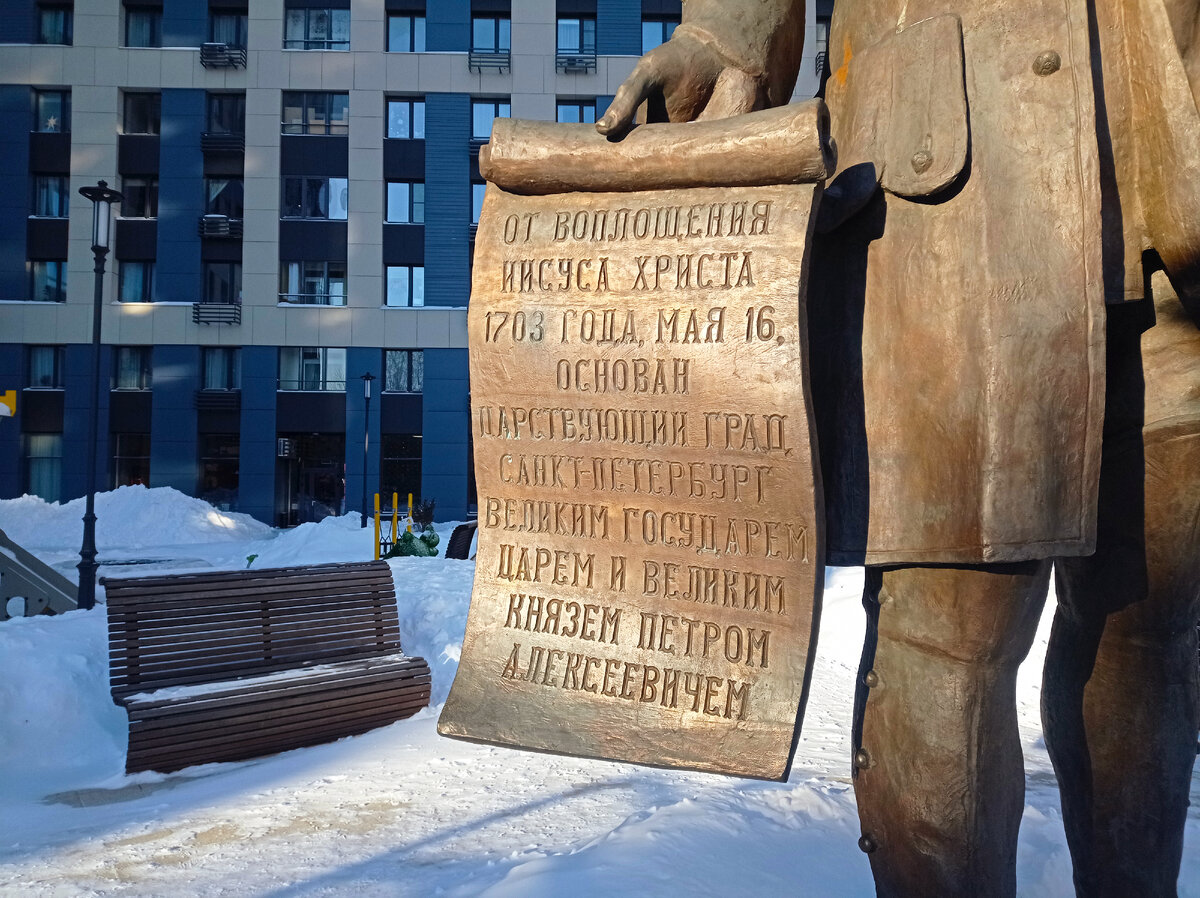 ОТ ВОПЛОЩЕНИЯ
ИИСУСА ХРИСТА
1703 ГОДА, МАЯ 16,
ОСНОВАН
ЦАРСТВУЮЩИЙ ГРАД
САНКТ-ПЕТЕРБУРГ
ВЕЛИКИМ ГОСУДАРЕМ
ЦАРЕМ И ВЕЛИКИМ
КНЯЗЕМ ПЕТРОМ
АЛЕКСЕЕВИЧЕМ